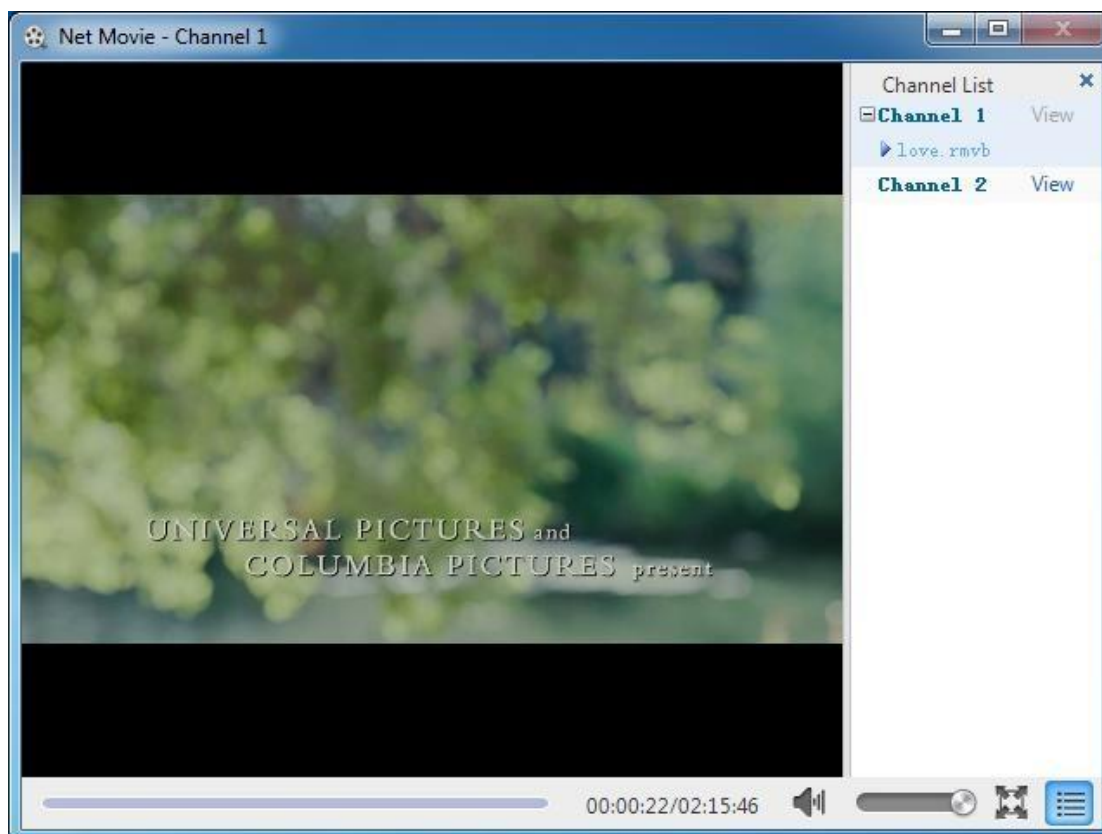 Net Movie - Channel 1
Channel List
Channel 1 View
love.rmvb
Channel 2 View
UNIVERSAL PICTURES and
COLUMBIA PICTURES present
00:00:22/02:15:46